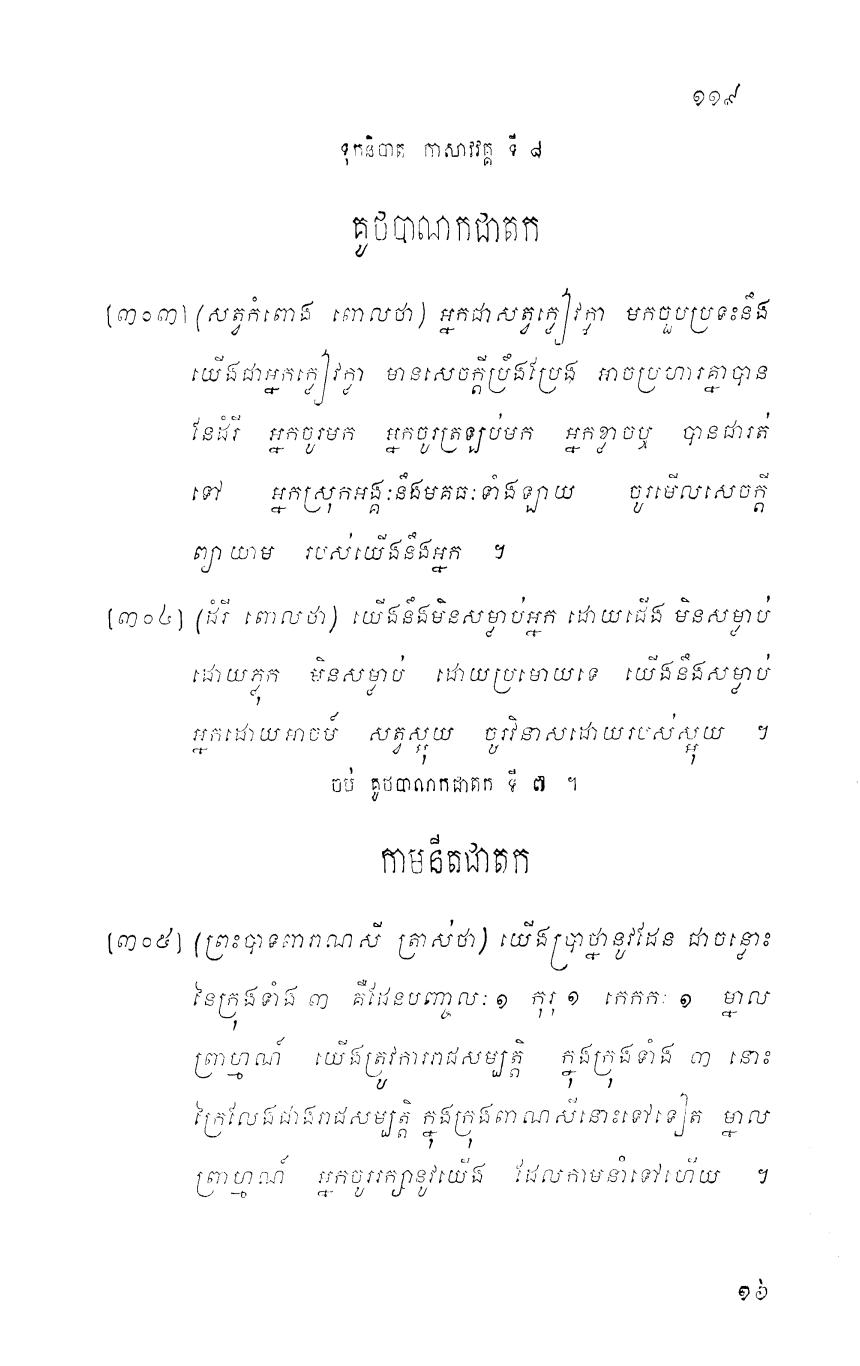 ១១៩
ទុកនិបាត កាសាវវគ្គ ទី ៨
គូថបាណកជាតក
[៣០៣] (សត្វកំពោង ពោលថា) អ្នកជាសត្វក្លៀវក្លា មកចួបប្រទះនឹង
យើងជាអ្នកក្លៀវក្លា មានសេចក្តីប្រឹងប្រែង អាចប្រហារគ្នាបាន
នែដំរី អ្នកចូរមក អ្នកចូរត្រឡប់មក អ្នកខ្លាចឬ បានជារត់
ទៅ អ្នកស្រុកអង្គៈនឹងមគធៈទាំងឡាយ ចូរមើលសេចក្តី
ព្យាយាម របស់យើងនឹងអ្នក ។
[៣០៤] (ដំរី ពោលថា) យើងនឹងមិនសម្លាប់អ្នក ដោយជើង មិនសម្លាប់
ដោយភ្លុក មិនសម្លាប់ ដោយប្រមោយទេ យើងនឹងសម្លាប់
អ្នកដោយអាចម៍ សត្វស្អុយ ចូរវិនាសដោយរបស់ស្អុយ ។
ចប់ គូថបាណកជាតក ទី ៧ ។
កាមនីតជាតក
[៣០៥] (ព្រះបាទពារាណសី ត្រាស់ថា) យើងប្រាថ្នានូវដែន ជាចន្លោះ
នៃក្រុងទាំង ៣ គឺដែនបញ្ចាលៈ ១ កុរុ ១ កេកកៈ ១ ម្នាល
ព្រាហ្មណ៍ យើងត្រូវការរាជសម្បត្តិ ក្នុងក្រុងទាំង ៣ នោះ
ក្រៃលែងជាងរាជសម្បត្តិ ក្នុងក្រុងពាណសីនោះទៅទៀត ម្នាល
ព្រាហ្មណ៍ អ្នកចូររក្សានូវយើង ដែលកាមនាំទៅហើយ ។
១៦